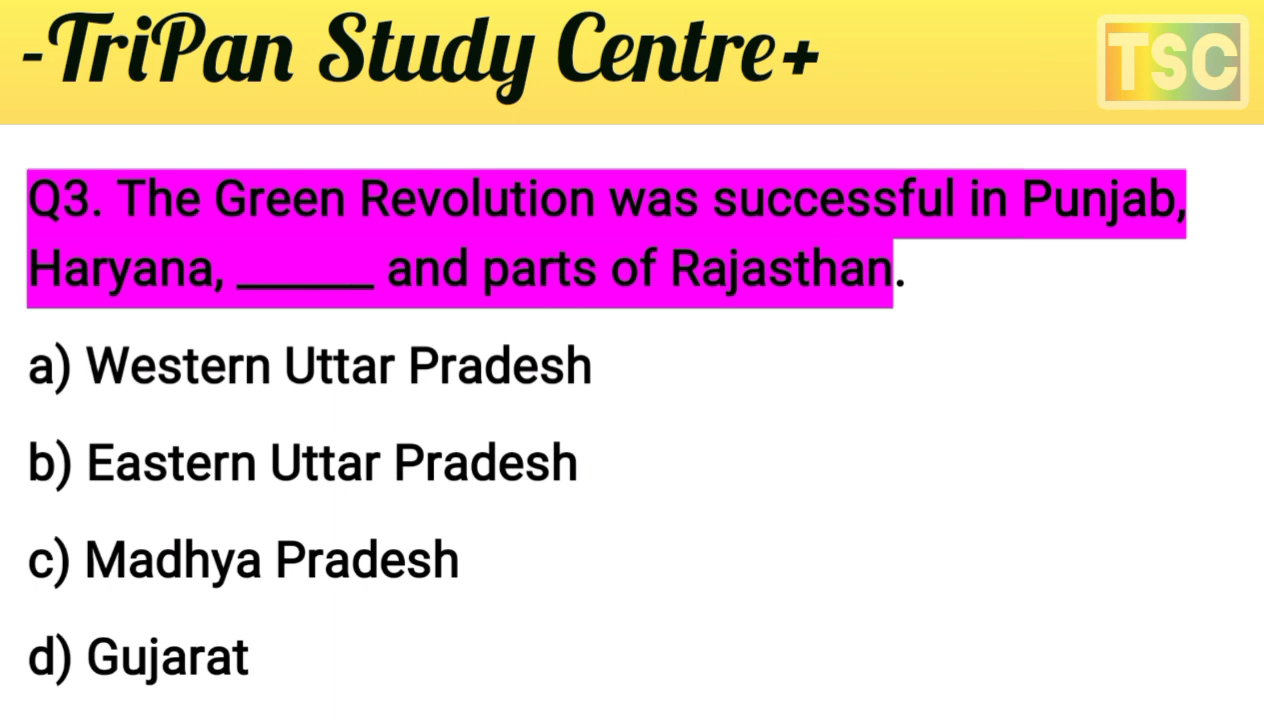 -TriPan Study Centre+
TSC
Q3. The Green Revolution was successful in Punjab,
Haryana, ______ and parts of Rajasthan.
a) Western Uttar Pradesh
b) Eastern Uttar Pradesh
c) Madhya Pradesh
d) Gujarat